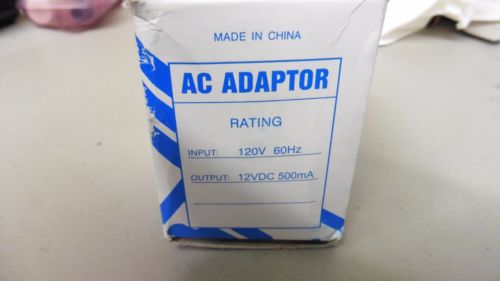 MADE IN CHINA
AC ADAPTOR
RATING
INPUT: 120V 60Hz
OUTPUT: 12VDC 500mA